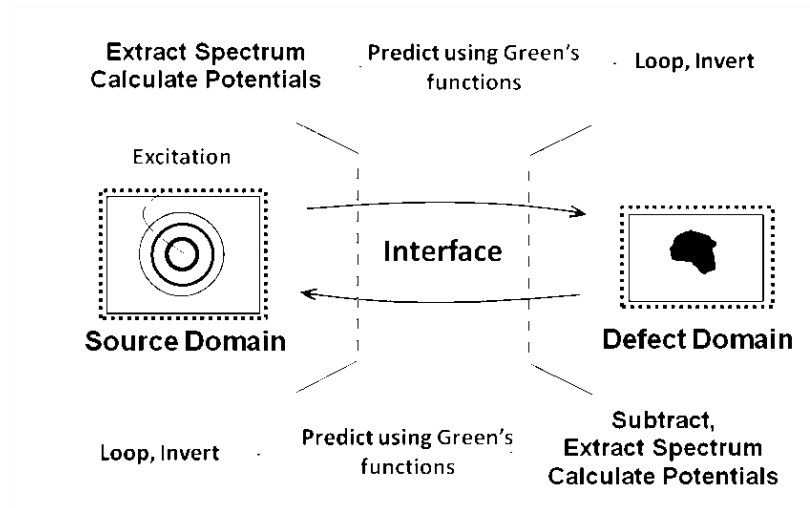 Extract Spectrum
Calculate Potentials
Predict using Green's
functions
Loop, Invert
Excitation
Interface
Source Domain
Defect Domain
Loop, Invert
Predict using Green's
functions
Subtract,
Extract Spectrum
Calculate Potentials